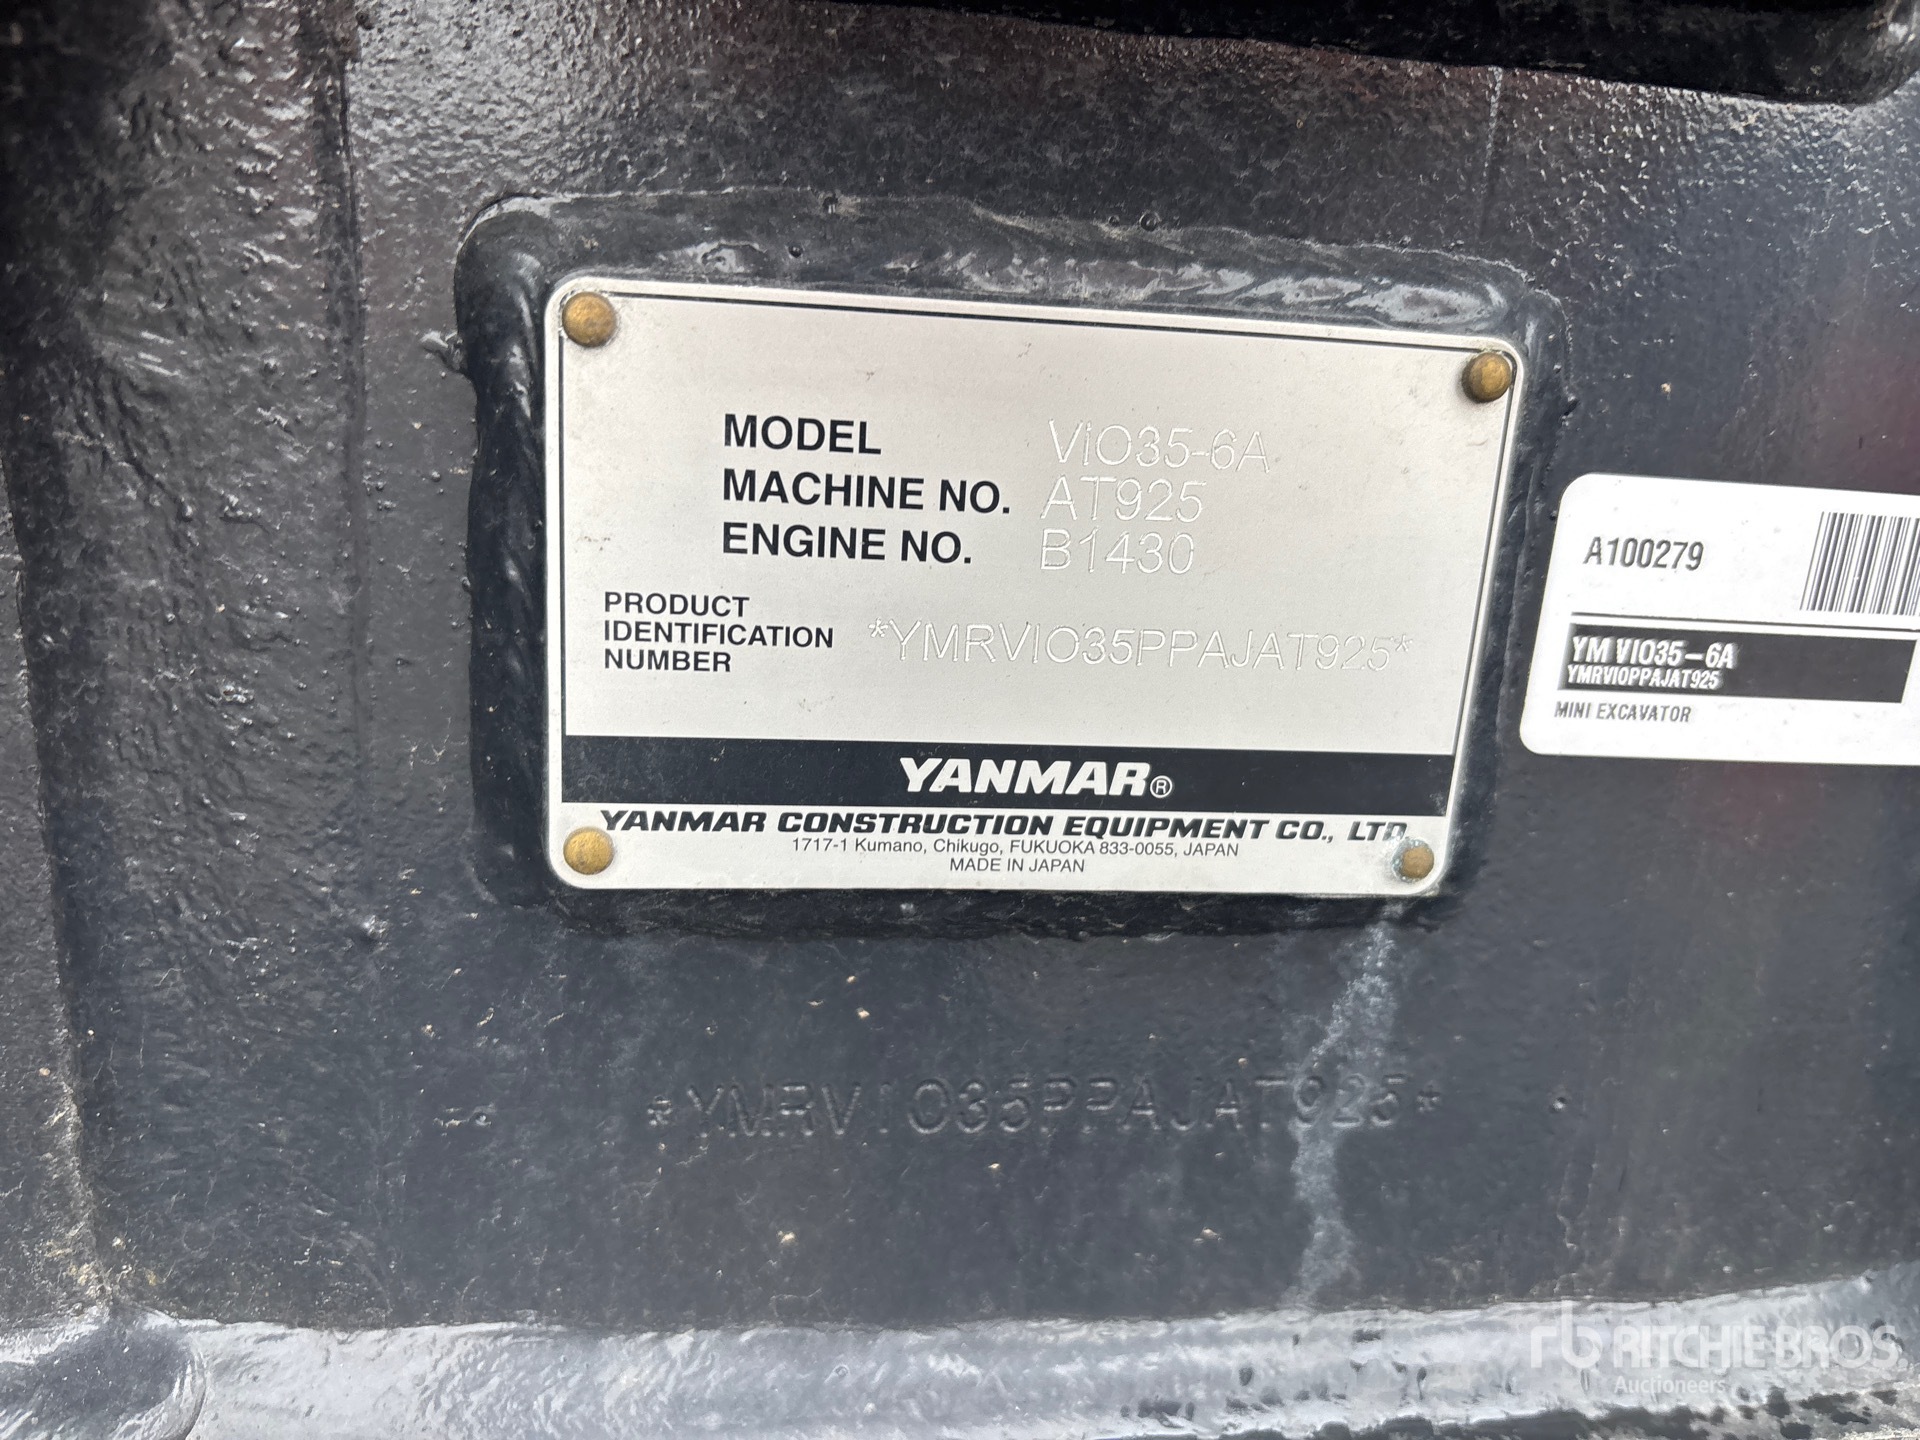 MODEL VIO35-6A
MACHINE NO. AT925
ENGINE NO. B1430
PRODUCT
IDENTIFICATION
NUMBER
*YMRVIO35PPAJAT925*
YANMAR®
YANMAR CONSTRUCTION EQUIPMENT CO., LTD.
1717-1 Kumano, Chikugo, FUKUOKA 833-0055, JAPAN
MADE IN JAPAN
A100279
YM VIO35-6A
YMRVIOPPAJAT925
MINI EXCAVATOR
*YMRVIO35PPAJAT925*
rb RITCHIE BROS.
Auctioneers